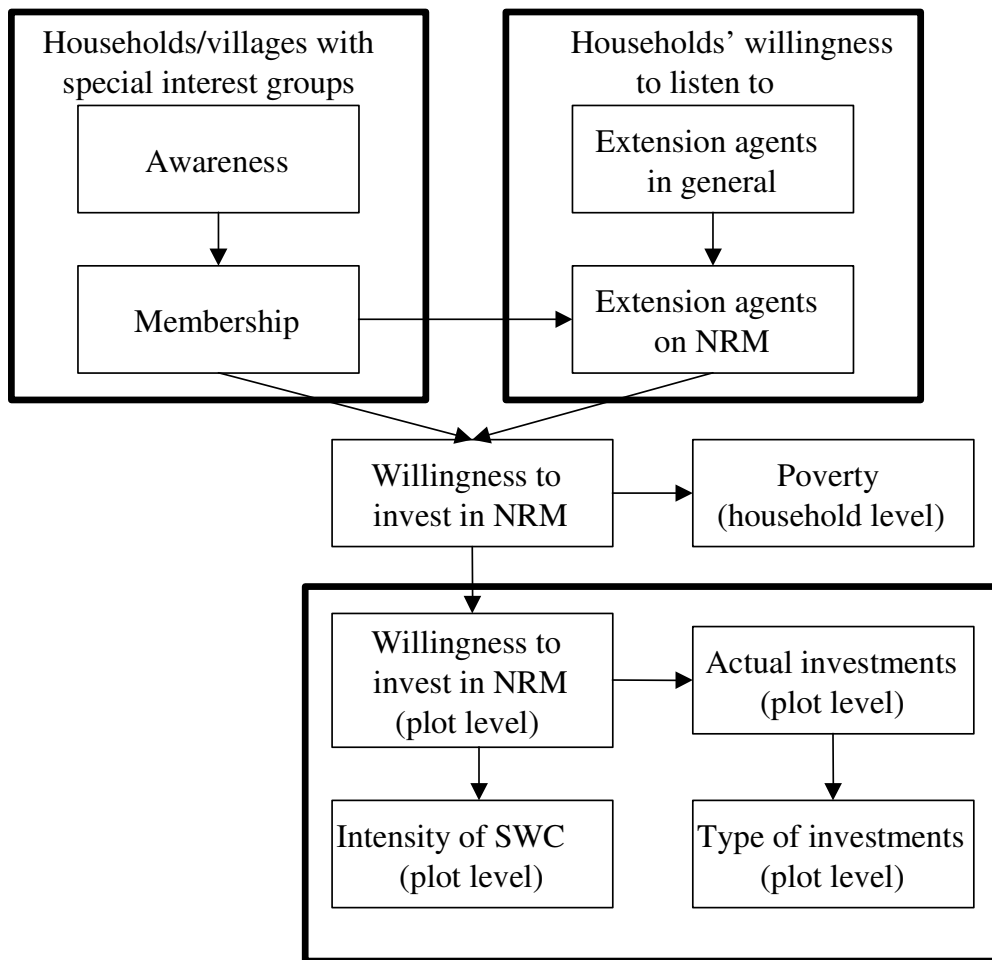 Households/villages with
special interest groups
Awareness
Membership
Households’ willingness
to listen to
Extension agents
in general
Extension agents
on NRM
Willingness to
invest in NRM
Poverty
(household level)
Willingness to
invest in NRM
(plot level)
Actual investments
(plot level)
Intensity of SWC
(plot level)
Type of investments
(plot level)